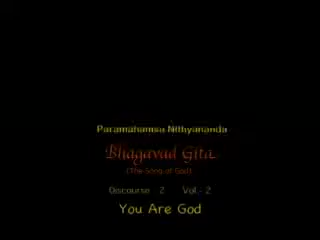 Paramahamsa Nithyananda
Bhagavad Gita
(The Song of God)
Discourse - 2 Vol.- 2
You Are God